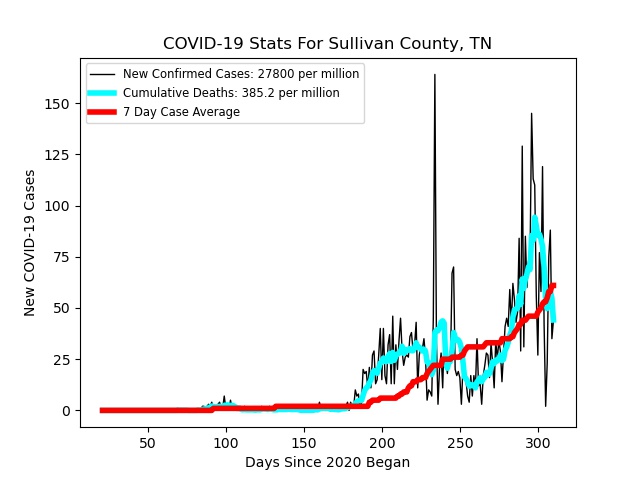 COVID-19 Stats For Sullivan County, TN
New Confirmed Cases: 27800 per million
Cumulative Deaths: 385.2 per million
7 Day Case Average
New COVID-19 Cases
150
125
100
75
50
25
0
50 100 150 200 250 300
Days Since 2020 Began